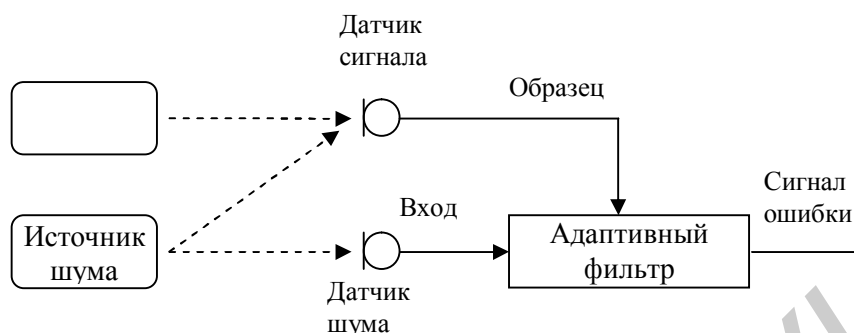 Датчик
сигнала
Образец
Сигнал
ошибки
Вход
Источник
шума
Адаптивный
фильтр
Датчик
шума